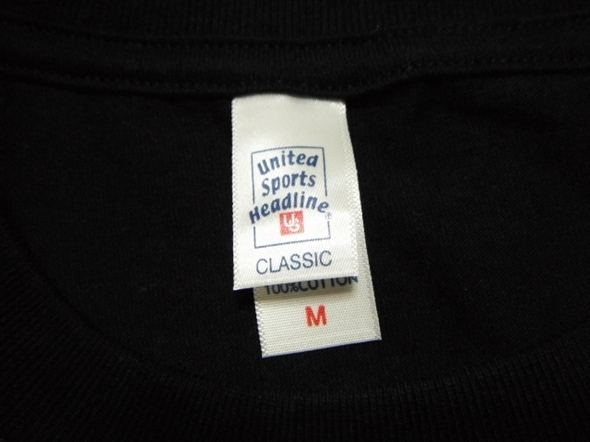 United
Sports
Headline®
US
CLASSIC
100%COTTON
M